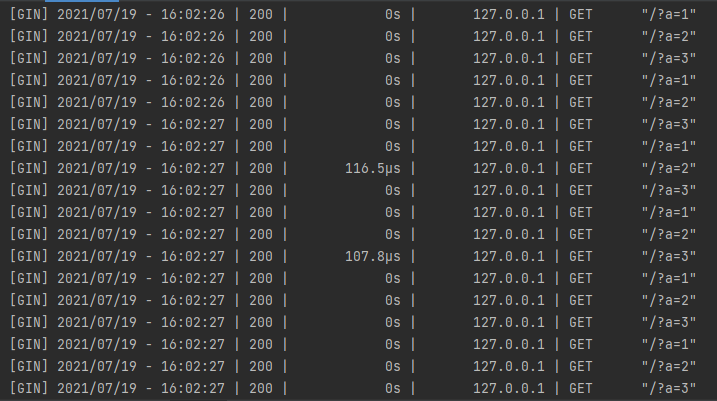 [GIN] 2021/07/19 - 16:02:26 | 200 |            0s |       127.0.0.1 | GET      "/?a=1"
[GIN] 2021/07/19 - 16:02:26 | 200 |            0s |       127.0.0.1 | GET      "/?a=2"
[GIN] 2021/07/19 - 16:02:26 | 200 |            0s |       127.0.0.1 | GET      "/?a=3"
[GIN] 2021/07/19 - 16:02:26 | 200 |            0s |       127.0.0.1 | GET      "/?a=1"
[GIN] 2021/07/19 - 16:02:26 | 200 |            0s |       127.0.0.1 | GET      "/?a=2"
[GIN] 2021/07/19 - 16:02:27 | 200 |            0s |       127.0.0.1 | GET      "/?a=3"
[GIN] 2021/07/19 - 16:02:27 | 200 |            0s |       127.0.0.1 | GET      "/?a=1"
[GIN] 2021/07/19 - 16:02:27 | 200 |       116.5µs |       127.0.0.1 | GET      "/?a=2"
[GIN] 2021/07/19 - 16:02:27 | 200 |            0s |       127.0.0.1 | GET      "/?a=3"
[GIN] 2021/07/19 - 16:02:27 | 200 |            0s |       127.0.0.1 | GET      "/?a=1"
[GIN] 2021/07/19 - 16:02:27 | 200 |            0s |       127.0.0.1 | GET      "/?a=2"
[GIN] 2021/07/19 - 16:02:27 | 200 |       107.8µs |       127.0.0.1 | GET      "/?a=3"
[GIN] 2021/07/19 - 16:02:27 | 200 |            0s |       127.0.0.1 | GET      "/?a=1"
[GIN] 2021/07/19 - 16:02:27 | 200 |            0s |       127.0.0.1 | GET      "/?a=2"
[GIN] 2021/07/19 - 16:02:27 | 200 |            0s |       127.0.0.1 | GET      "/?a=3"
[GIN] 2021/07/19 - 16:02:27 | 200 |            0s |       127.0.0.1 | GET      "/?a=1"
[GIN] 2021/07/19 - 16:02:27 | 200 |            0s |       127.0.0.1 | GET      "/?a=2"
[GIN] 2021/07/19 - 16:02:27 | 200 |            0s |       127.0.0.1 | GET      "/?a=3"